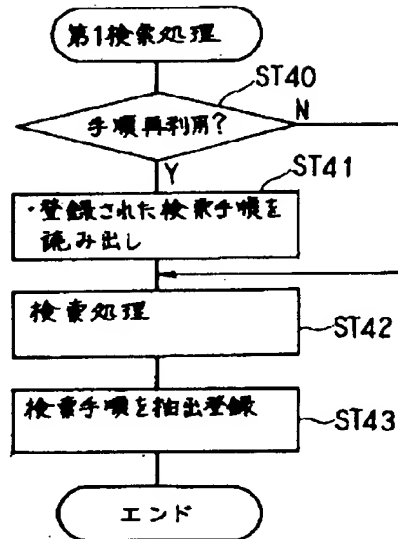 第1検索処理
ST40
手順再利用?
N
Y
ST41
・登録された検索手順を
読み出し
検索処理
ST42
検索手順を抽出登録
ST43
エンド